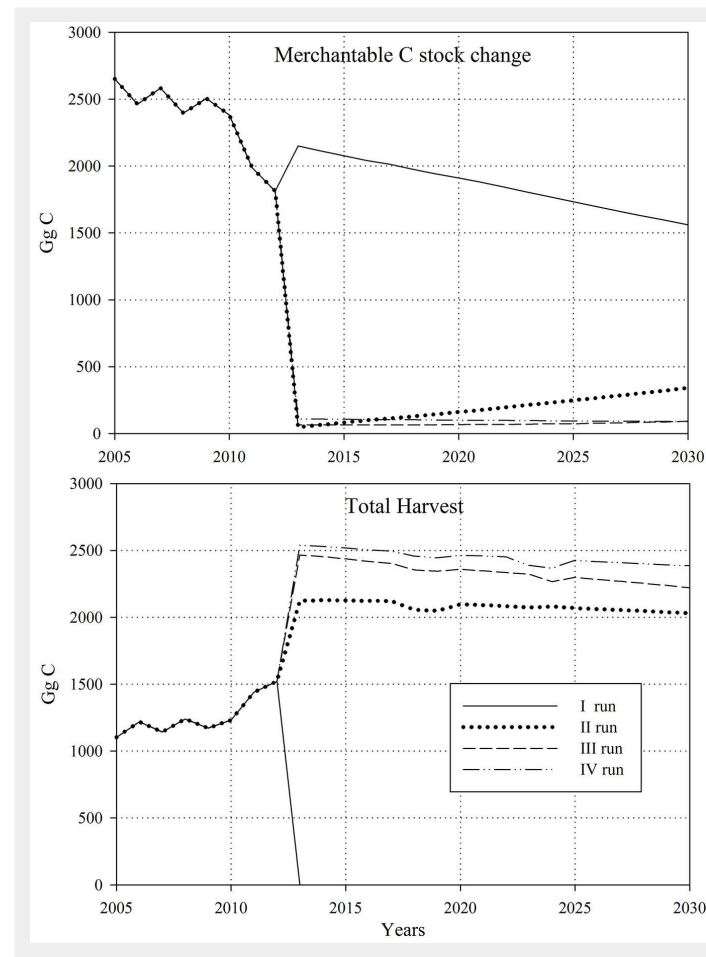 Merchantable C stock change
3000
2500
2000
1500
1000
500
0
Gg C
2005 2010 2015 2020 2025 2030
Total Harvest
3000
2500
2000
1500
1000
500
0
Gg C
I run
II run
III run
IV run
2005 2010 2015 2020 2025 2030
Years